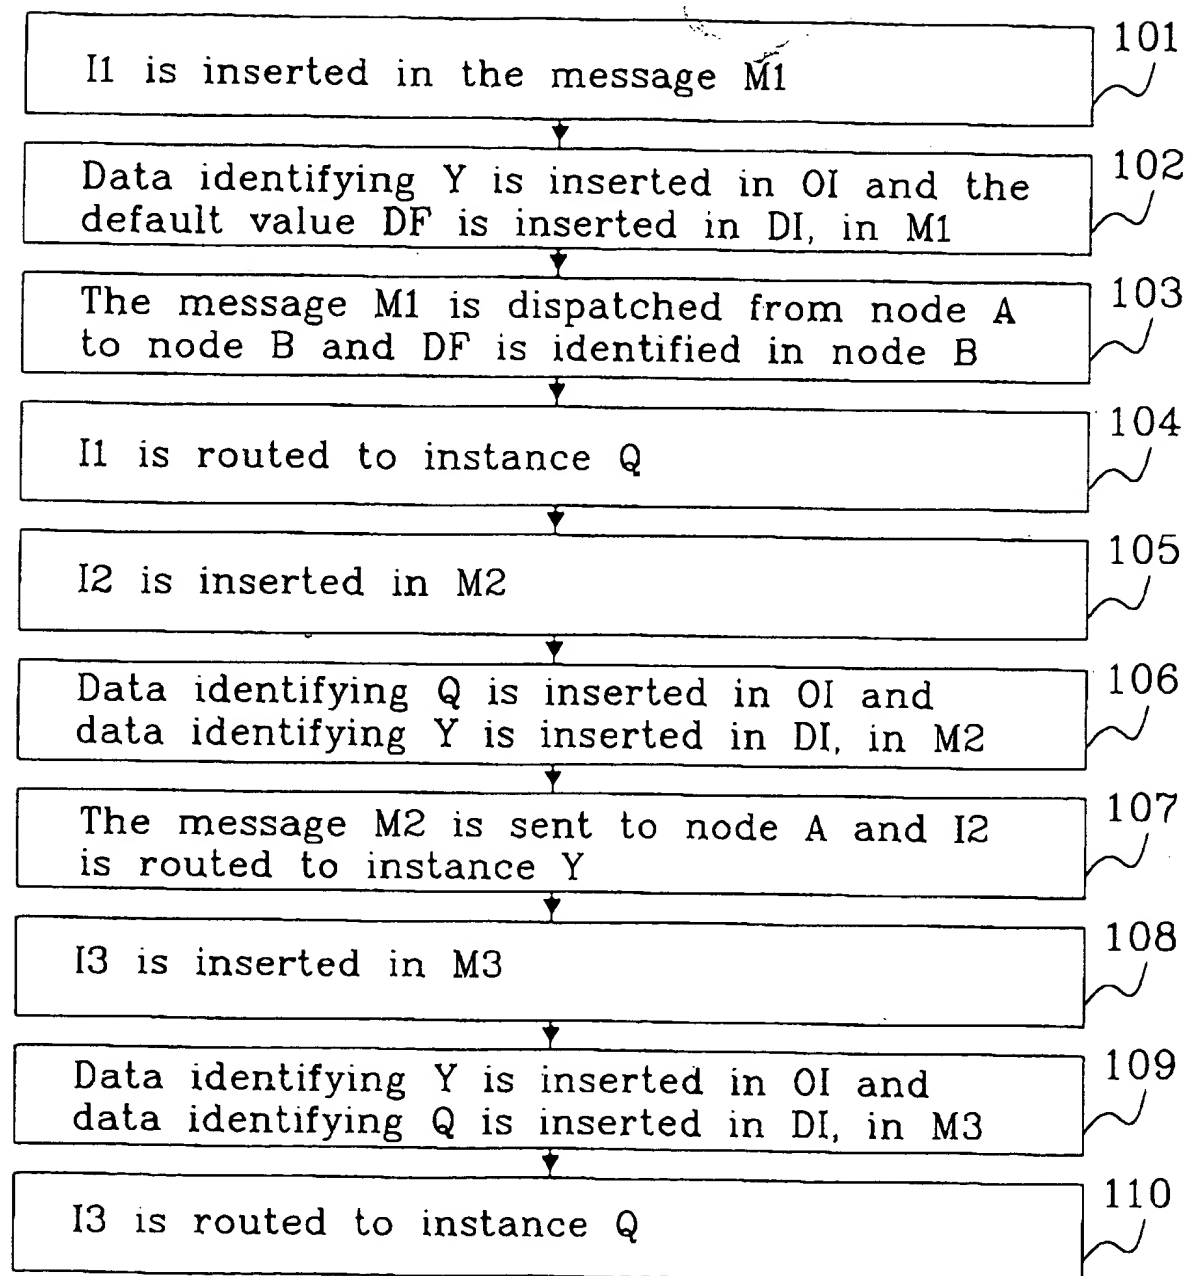 101
I1 is inserted in the message M1
102
Data identifying Y is inserted in OI and the
default value DF is inserted in DI, in M1
103
The message M1 is dispatched from node A
to node B and DF is identified in node B
104
I1 is routed to instance Q
105
I2 is inserted in M2
106
Data identifying Q is inserted in OI and
data identifying Y is inserted in DI, in M2
107
The message M2 is sent to node A and I2
is routed to instance Y
108
I3 is inserted in M3
109
Data identifying Y is inserted in OI and
data identifying Q is inserted in DI, in M3
110
I3 is routed to instance Q